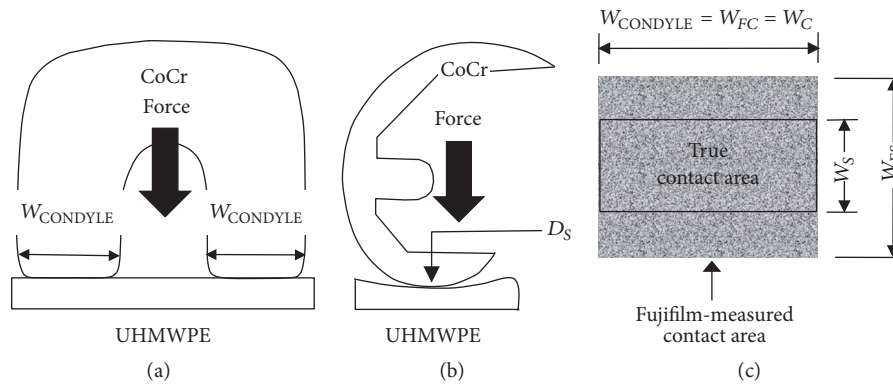 CoCr
Force
W_CONDYLE
W_CONDYLE
UHMWPE
(a)
CoCr
Force
D_S
UHMWPE
(b)
W_CONDYLE = W_FC = W_C
True
contact area
W_S
W_FS
Fujifilm-measured
contact area
(c)